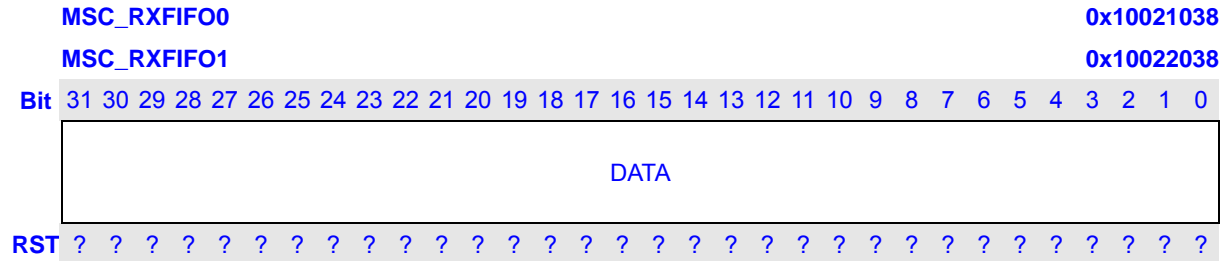 MSC_RXFIFO0 0x10021038
MSC_RXFIFO1 0x10022038
Bit 31 30 29 28 27 26 25 24 23 22 21 20 19 18 17 16 15 14 13 12 11 10 9 8 7 6 5 4 3 2 1 0
DATA
RST ? ? ? ? ? ? ? ? ? ? ? ? ? ? ? ? ? ? ? ? ? ? ? ? ? ? ? ? ? ? ? ?